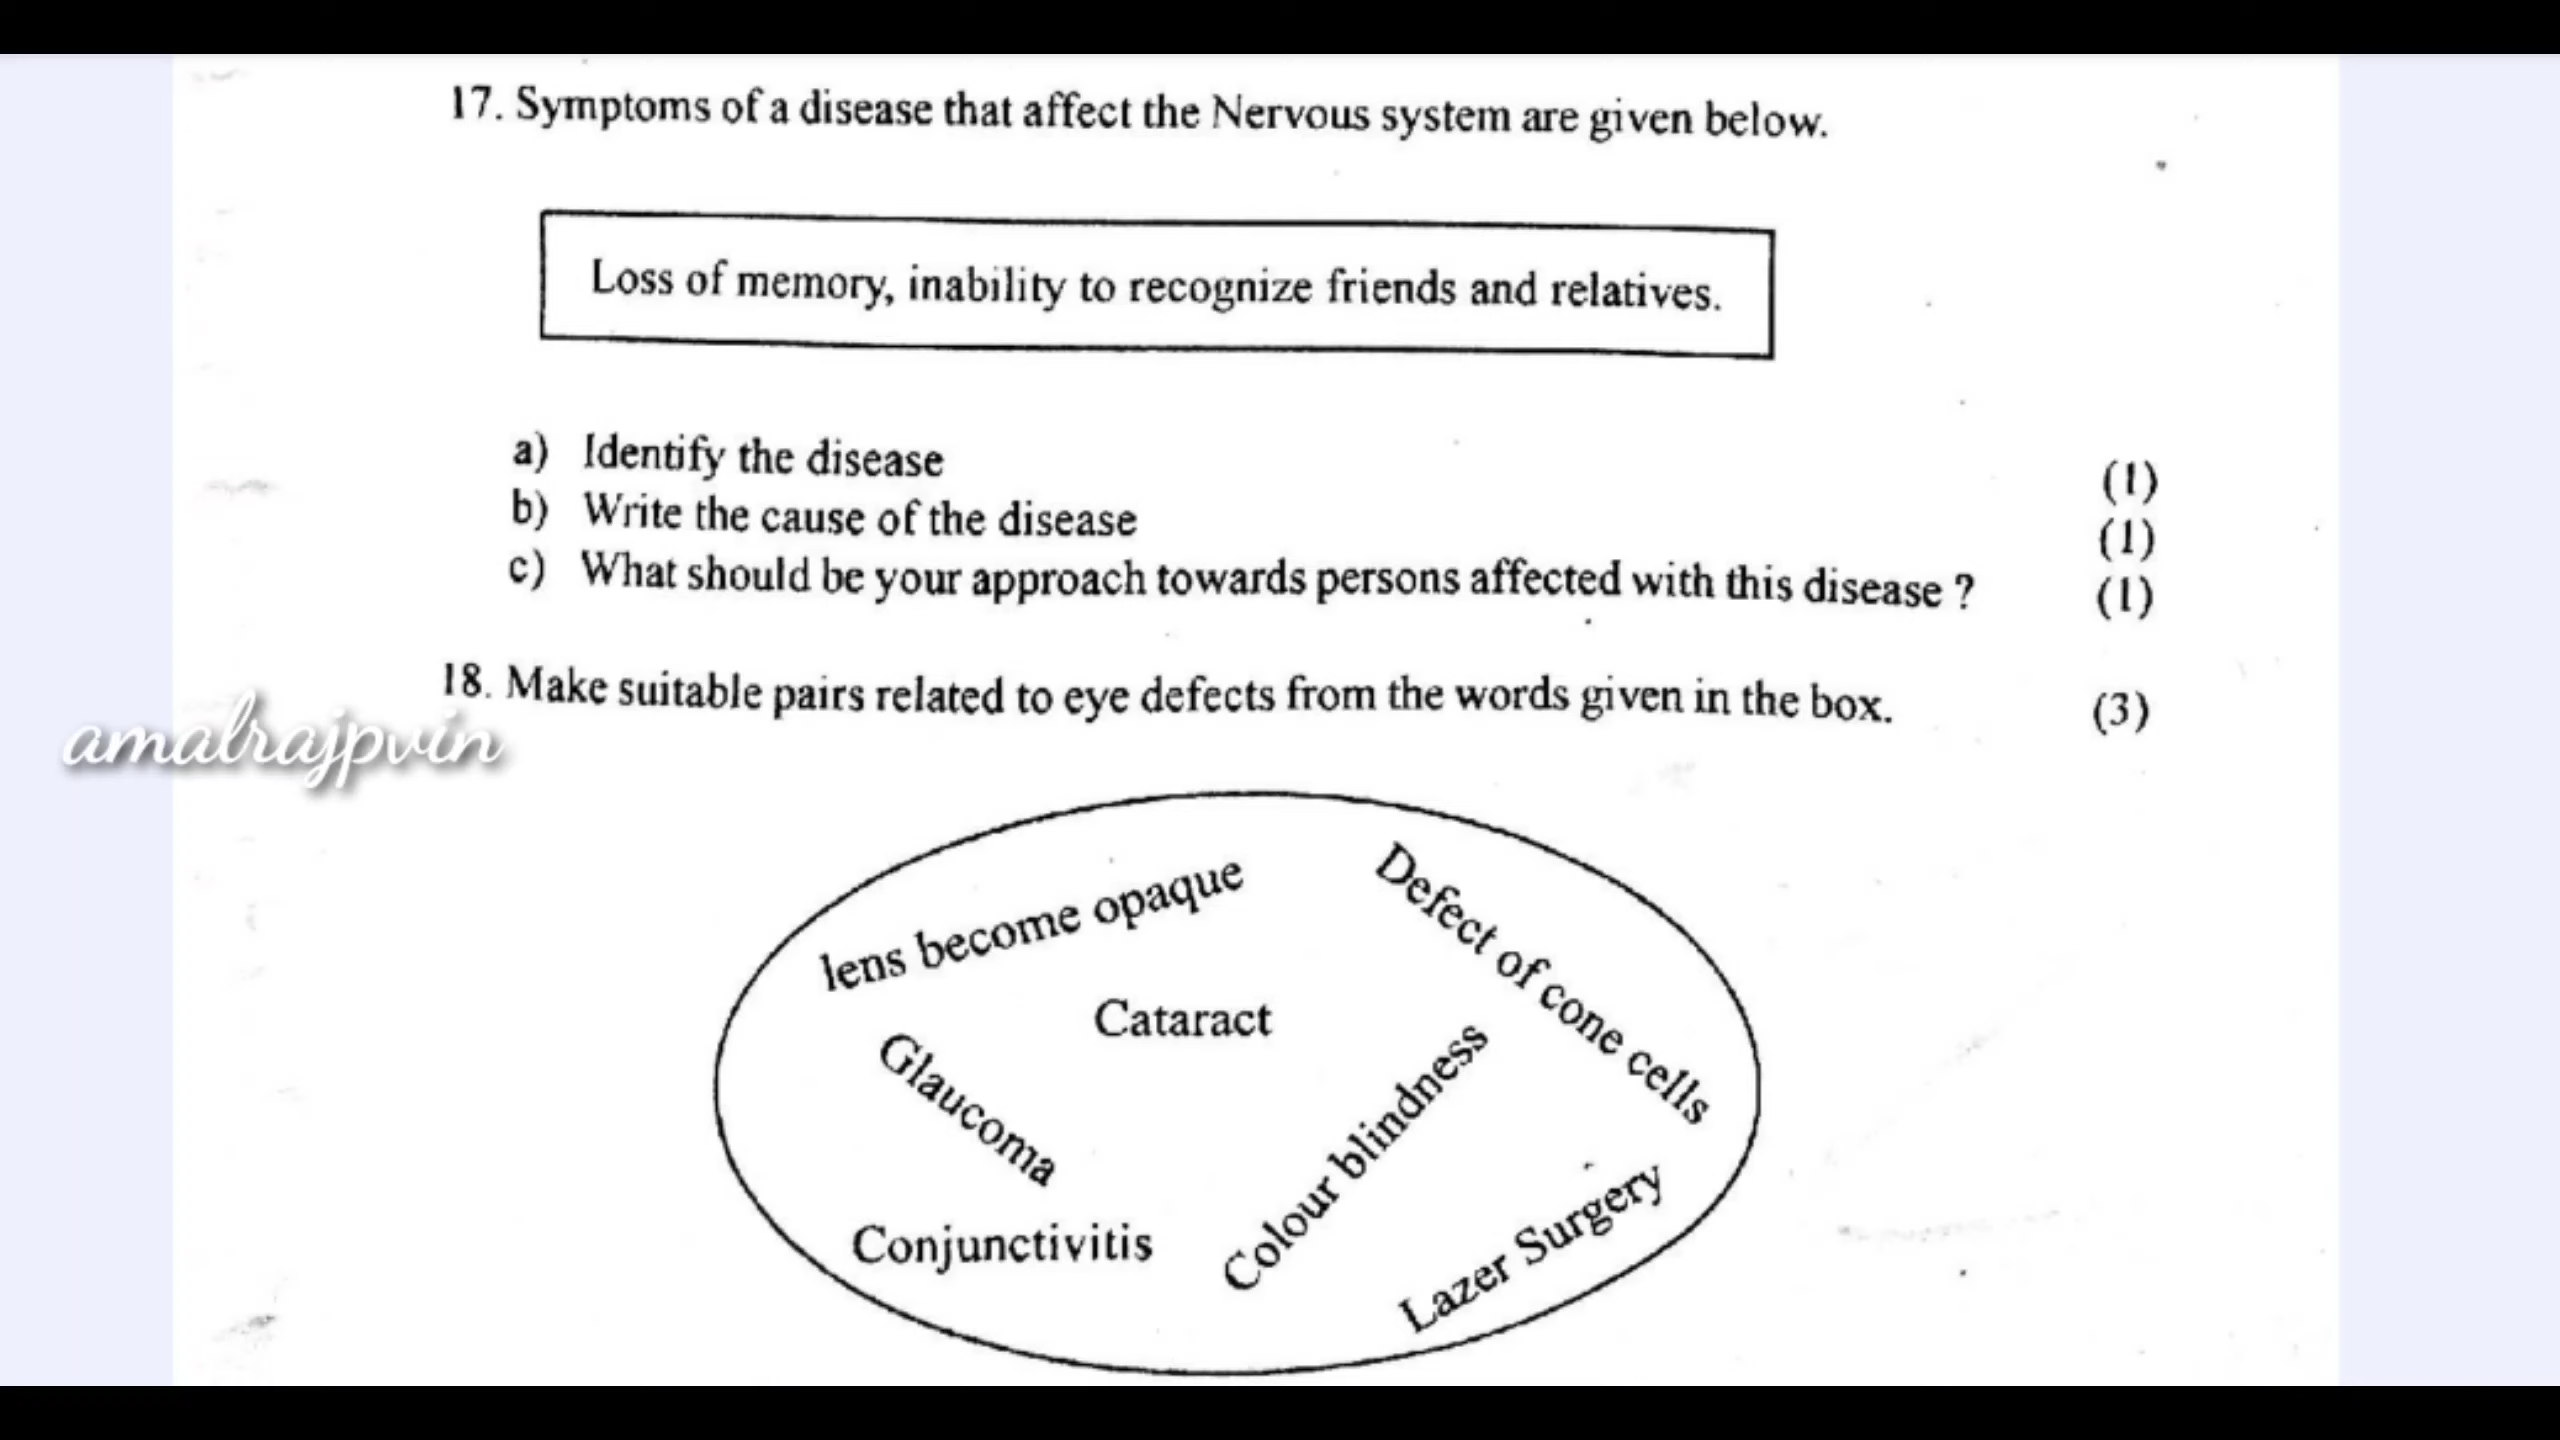 17. Symptoms of a disease that affect the Nervous system are given below.
Loss of memory, inability to recognize friends and relatives.
a) Identify the disease (1)
b) Write the cause of the disease (1)
c) What should be your approach towards persons affected with this disease ? (1)
18. Make suitable pairs related to eye defects from the words given in the box. (3)
amalrajpvin
lens become opaque
Defect of cone cells
Cataract
Glaucoma
Colour blindness
Conjunctivitis
Lazer Surgery